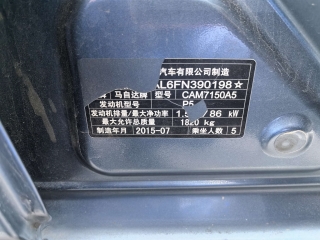 汽车有限公司制造
AL6FN390198☆
马自达牌 型号 CAM7150A5
发动机型号 P5
发动机排量/最大净功率 1.5 /86 kW
最大允许总质量 1820 kg
制造年月 2015-07 乘坐人数 5